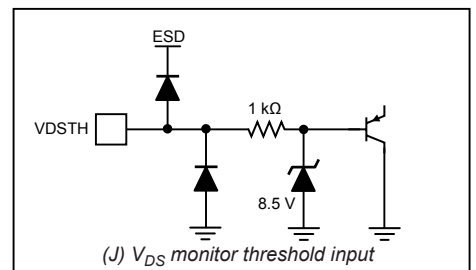 ESD
1 kΩ
VDSTH
8.5 V
(J) VDS monitor threshold input